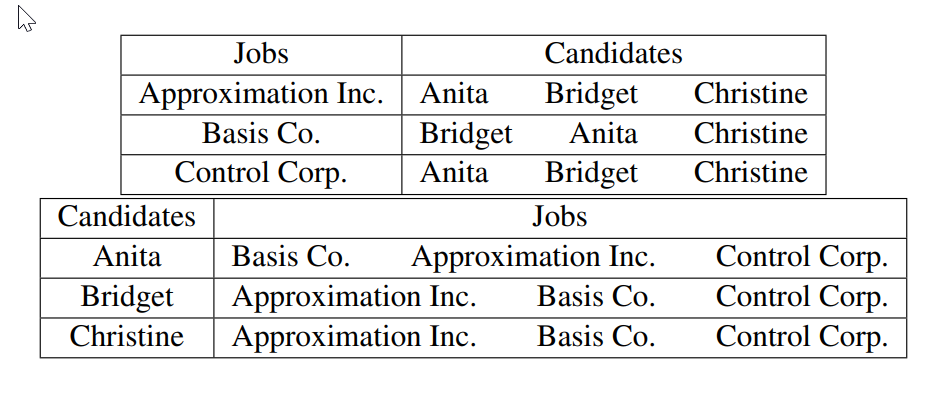 Jobs Candidates
Approximation Inc. Anita Bridget Christine
Basis Co. Bridget Anita Christine
Control Corp. Anita Bridget Christine
Candidates Jobs
Anita Basis Co. Approximation Inc. Control Corp.
Bridget Approximation Inc. Basis Co. Control Corp.
Christine Approximation Inc. Basis Co. Control Corp.